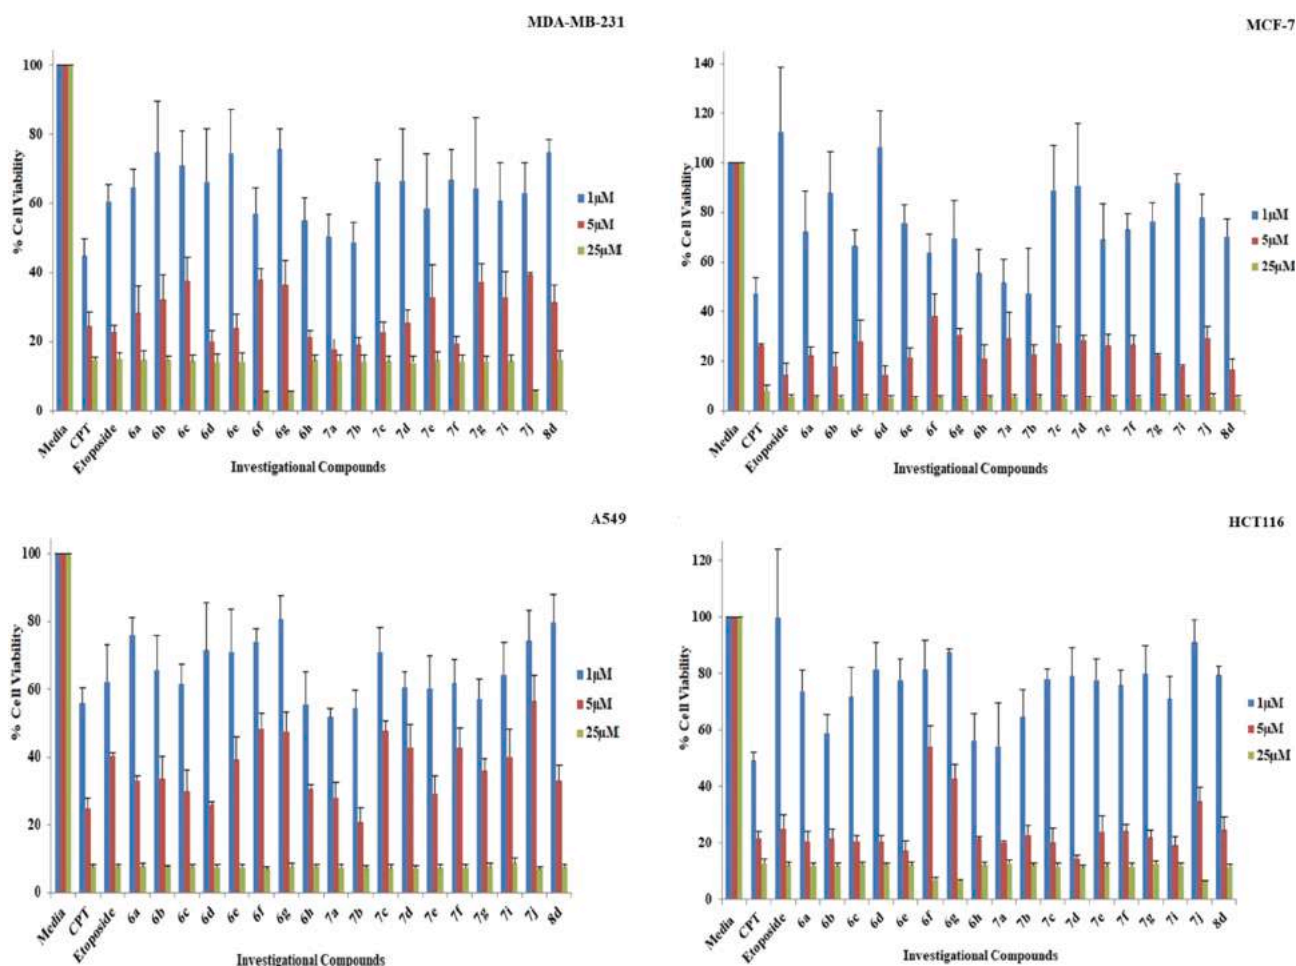 MDA-MB-231
% Cell Viability
100
80
60
40
20
0
1µM
5µM
25µM
Media
CPT
Etoposide
6a
6b
6c
6d
6e
6f
6g
6h
7a
7b
7c
7d
7e
7f
7g
7i
7j
8d
Investigational Compounds
MCF-7
% Cell Vaibility
140
120
100
80
60
40
20
0
1µM
5µM
25µM
Media
CPT
Etoposide
6a
6b
6c
6d
6e
6f
6g
6h
7a
7b
7c
7d
7e
7f
7g
7i
7j
8d
Investigational Compounds
A549
% Cell Viability
100
80
60
40
20
0
1µM
5µM
25µM
Media
CPT
Etoposide
6a
6b
6c
6d
6e
6f
6g
6h
7a
7b
7c
7d
7e
7f
7g
7i
7j
8d
Investigational Compounds
HCT116
% Cell Viability
120
100
80
60
40
20
0
1µM
5µM
25µM
Media
CPT
Etoposide
6a
6b
6c
6d
6e
6f
6g
6h
7a
7b
7c
7d
7e
7f
7g
7i
7j
8d
Investigational Compounds